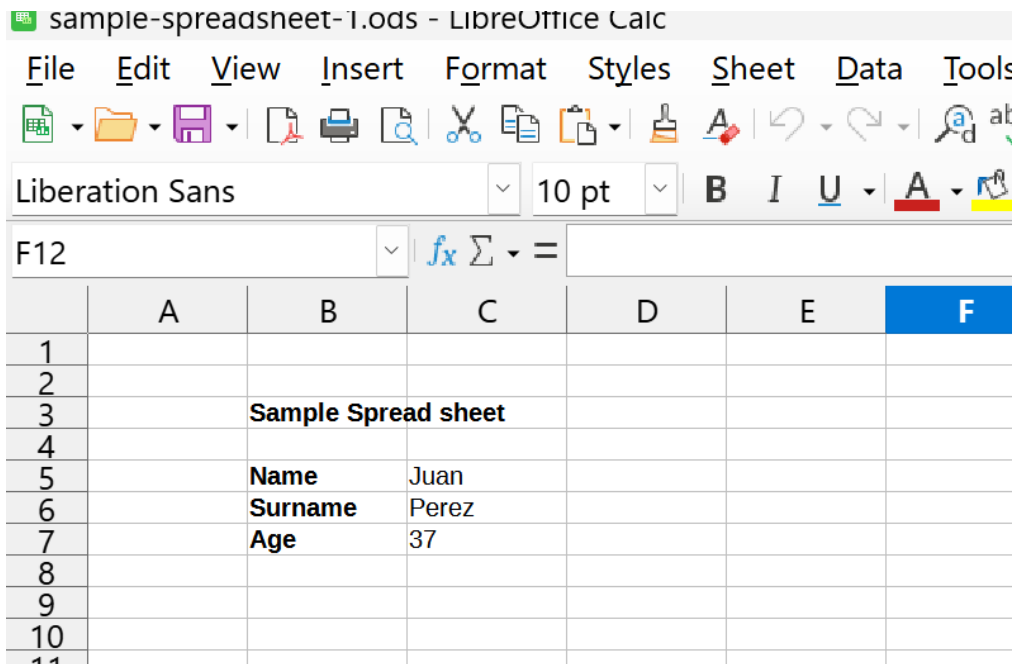 sample-spreadsheet-1.ods - LibreOffice Calc
File Edit View Insert Format Styles Sheet Data Tools
Liberation Sans 10 pt B I U A
F12 fx Σ =
A B C D E F
1
2
3 Sample Spread sheet
4
5 Name Juan
6 Surname Perez
7 Age 37
8
9
10
11